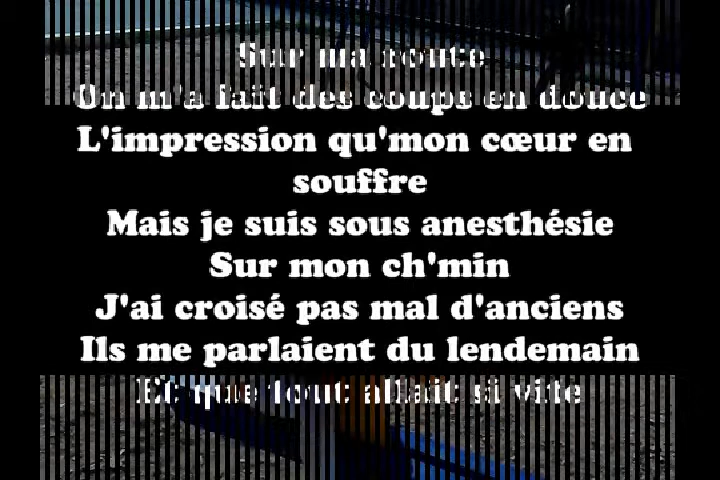 Sur ma route
On m'a fait des coups en douce
L'impression qu'mon cœur en
souffre
Mais je suis sous anesthésie
Sur mon ch'min
J'ai croisé pas mal d'anciens
Ils me parlaient du lendemain
Et que tout allait si vite